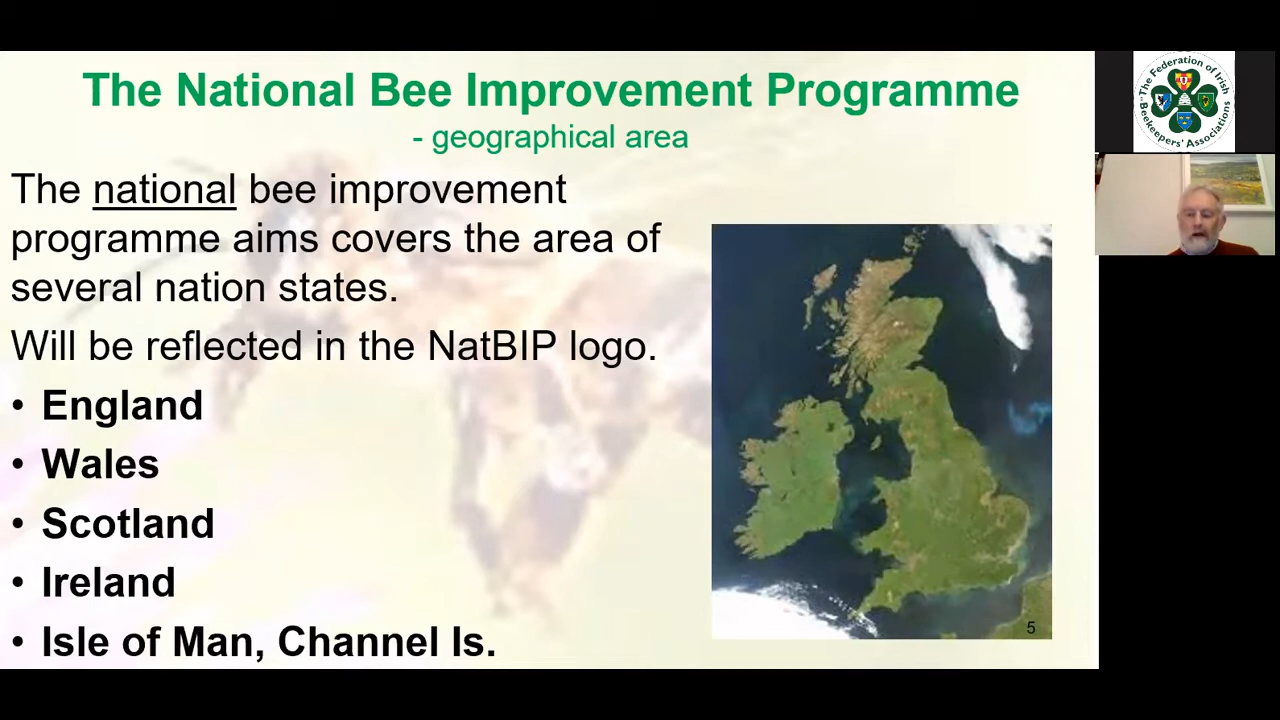 The National Bee Improvement Programme
- geographical area
The national bee improvement
programme aims covers the area of
several nation states.
Will be reflected in the NatBIP logo.
• England
• Wales
• Scotland
• Ireland
• Isle of Man, Channel Is.
5
"The Federation of Irish
Beekeepers' Associations